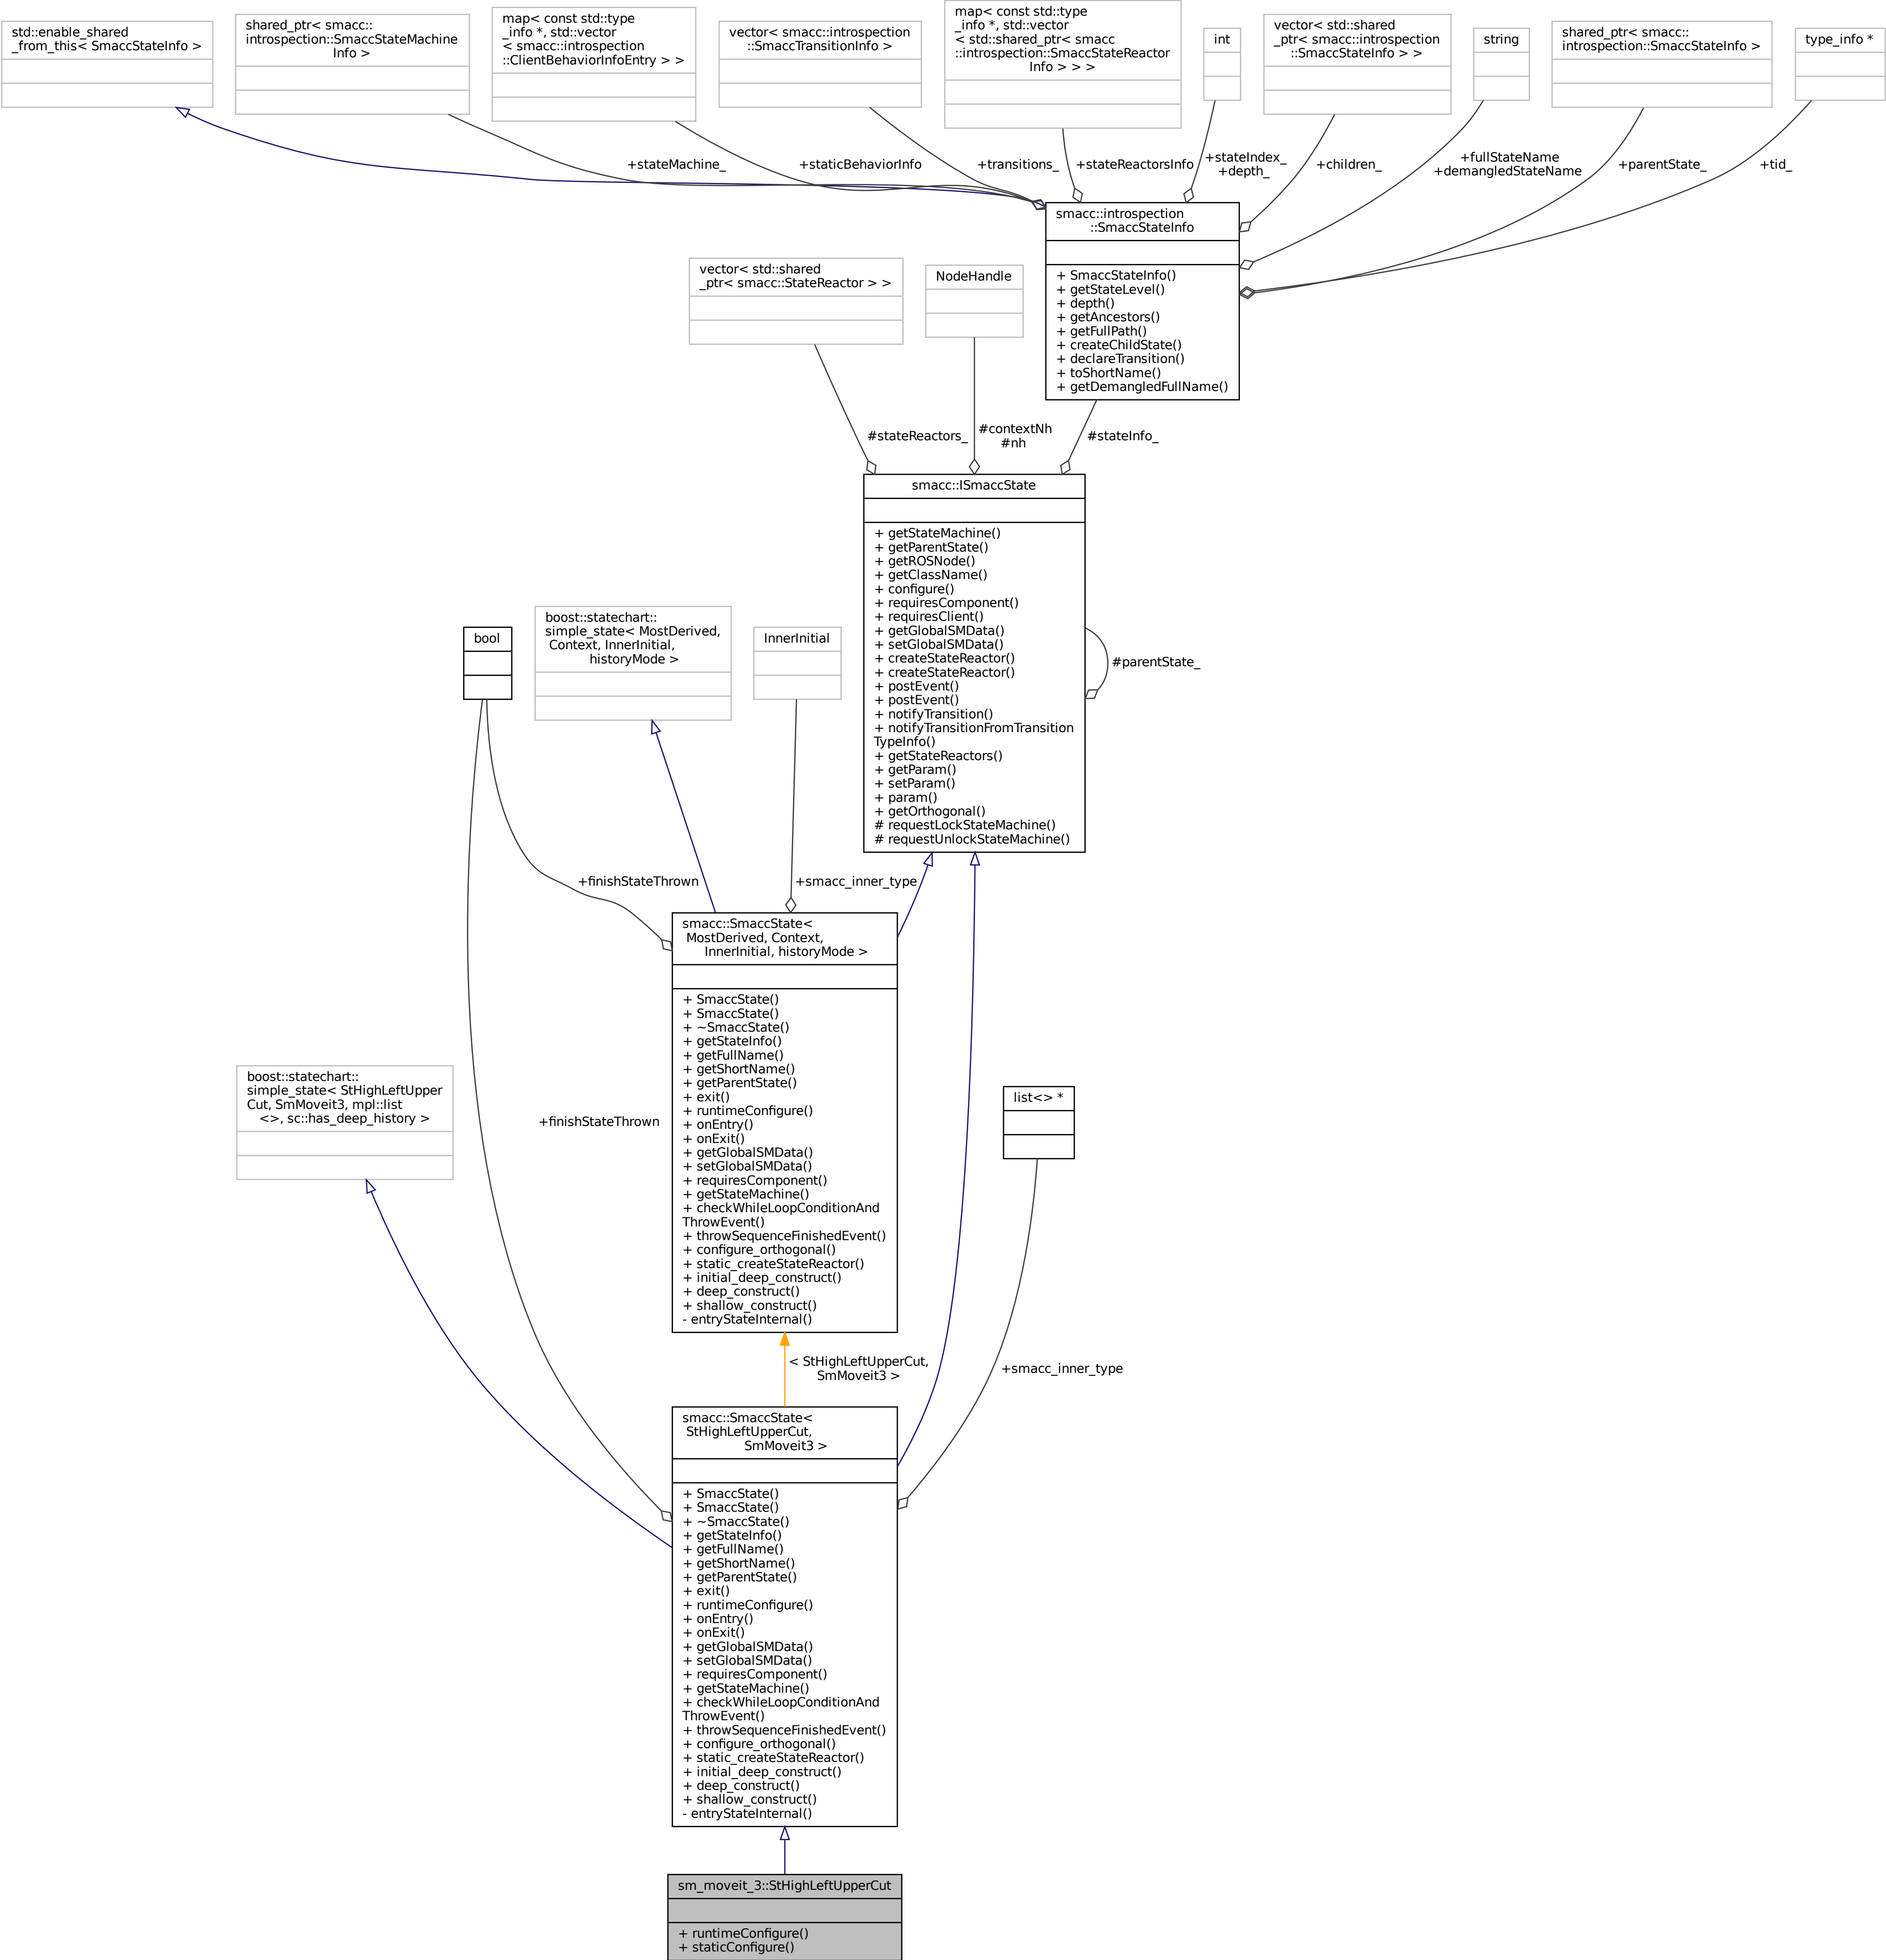 std::enable_shared
_from_this< SmaccStateInfo >
shared_ptr< smacc::
introspection::SmaccStateMachine
Info >
map< const std::type
_info *, std::vector
< smacc::introspection
::ClientBehaviorInfoEntry > >
vector< smacc::introspection
::SmaccTransitionInfo >
map< const std::type
_info *, std::vector
< std::shared_ptr< smacc
::introspection::SmaccStateReactor
Info > > >
int
vector< std::shared
_ptr< smacc::introspection
::SmaccStateInfo > >
string
shared_ptr< smacc::
introspection::SmaccStateInfo >
type_info *
+stateMachine_
+staticBehaviorInfo
+transitions_
+stateReactorsInfo
+stateIndex_
+depth_
+children_
+fullStateName
+demangledStateName
+parentState_
+tid_
smacc::introspection
::SmaccStateInfo
+ SmaccStateInfo()
+ getStateLevel()
+ depth()
+ getAncestors()
+ getFullPath()
+ createChildState()
+ declareTransition()
+ toShortName()
+ getDemangledFullName()
vector< std::shared
_ptr< smacc::StateReactor > >
NodeHandle
#stateReactors_
#contextNh
#nh
#stateInfo_
smacc::ISmaccState
+ getStateMachine()
+ getParentState()
+ getROSNode()
+ getClassName()
+ configure()
+ requiresComponent()
+ requiresClient()
+ getGlobalSMData()
+ setGlobalSMData()
+ createStateReactor()
+ createStateReactor()
+ postEvent()
+ postEvent()
+ notifyTransition()
+ notifyTransitionFromTransition
TypeInfo()
+ getStateReactors()
+ getParam()
+ setParam()
+ param()
+ getOrthogonal()
# requestLockStateMachine()
# requestUnlockStateMachine()
#parentState_
bool
boost::statechart::
simple_state< MostDerived,
Context, InnerInitial,
historyMode >
InnerInitial
+finishStateThrown
+smacc_inner_type
smacc::SmaccState<
MostDerived, Context,
InnerInitial, historyMode >
+ SmaccState()
+ SmaccState()
+ ~SmaccState()
+ getStateInfo()
+ getFullName()
+ getShortName()
+ getParentState()
+ exit()
+ runtimeConfigure()
+ onEntry()
+ onExit()
+ getGlobalSMData()
+ setGlobalSMData()
+ requiresComponent()
+ getStateMachine()
+ checkWhileLoopConditionAnd
ThrowEvent()
+ throwSequenceFinishedEvent()
+ configure_orthogonal()
+ static_createStateReactor()
+ initial_deep_construct()
+ deep_construct()
+ shallow_construct()
- entryStateInternal()
boost::statechart::
simple_state< StHighLeftUpper
Cut, SmMoveit3, mpl::list
<>, sc::has_deep_history >
+finishStateThrown
list<> *
< StHighLeftUpperCut,
SmMoveit3 >
+smacc_inner_type
smacc::SmaccState<
StHighLeftUpperCut,
SmMoveit3 >
+ SmaccState()
+ SmaccState()
+ ~SmaccState()
+ getStateInfo()
+ getFullName()
+ getShortName()
+ getParentState()
+ exit()
+ runtimeConfigure()
+ onEntry()
+ onExit()
+ getGlobalSMData()
+ setGlobalSMData()
+ requiresComponent()
+ getStateMachine()
+ checkWhileLoopConditionAnd
ThrowEvent()
+ throwSequenceFinishedEvent()
+ configure_orthogonal()
+ static_createStateReactor()
+ initial_deep_construct()
+ deep_construct()
+ shallow_construct()
- entryStateInternal()
sm_moveit_3::StHighLeftUpperCut
+ runtimeConfigure()
+ staticConfigure()